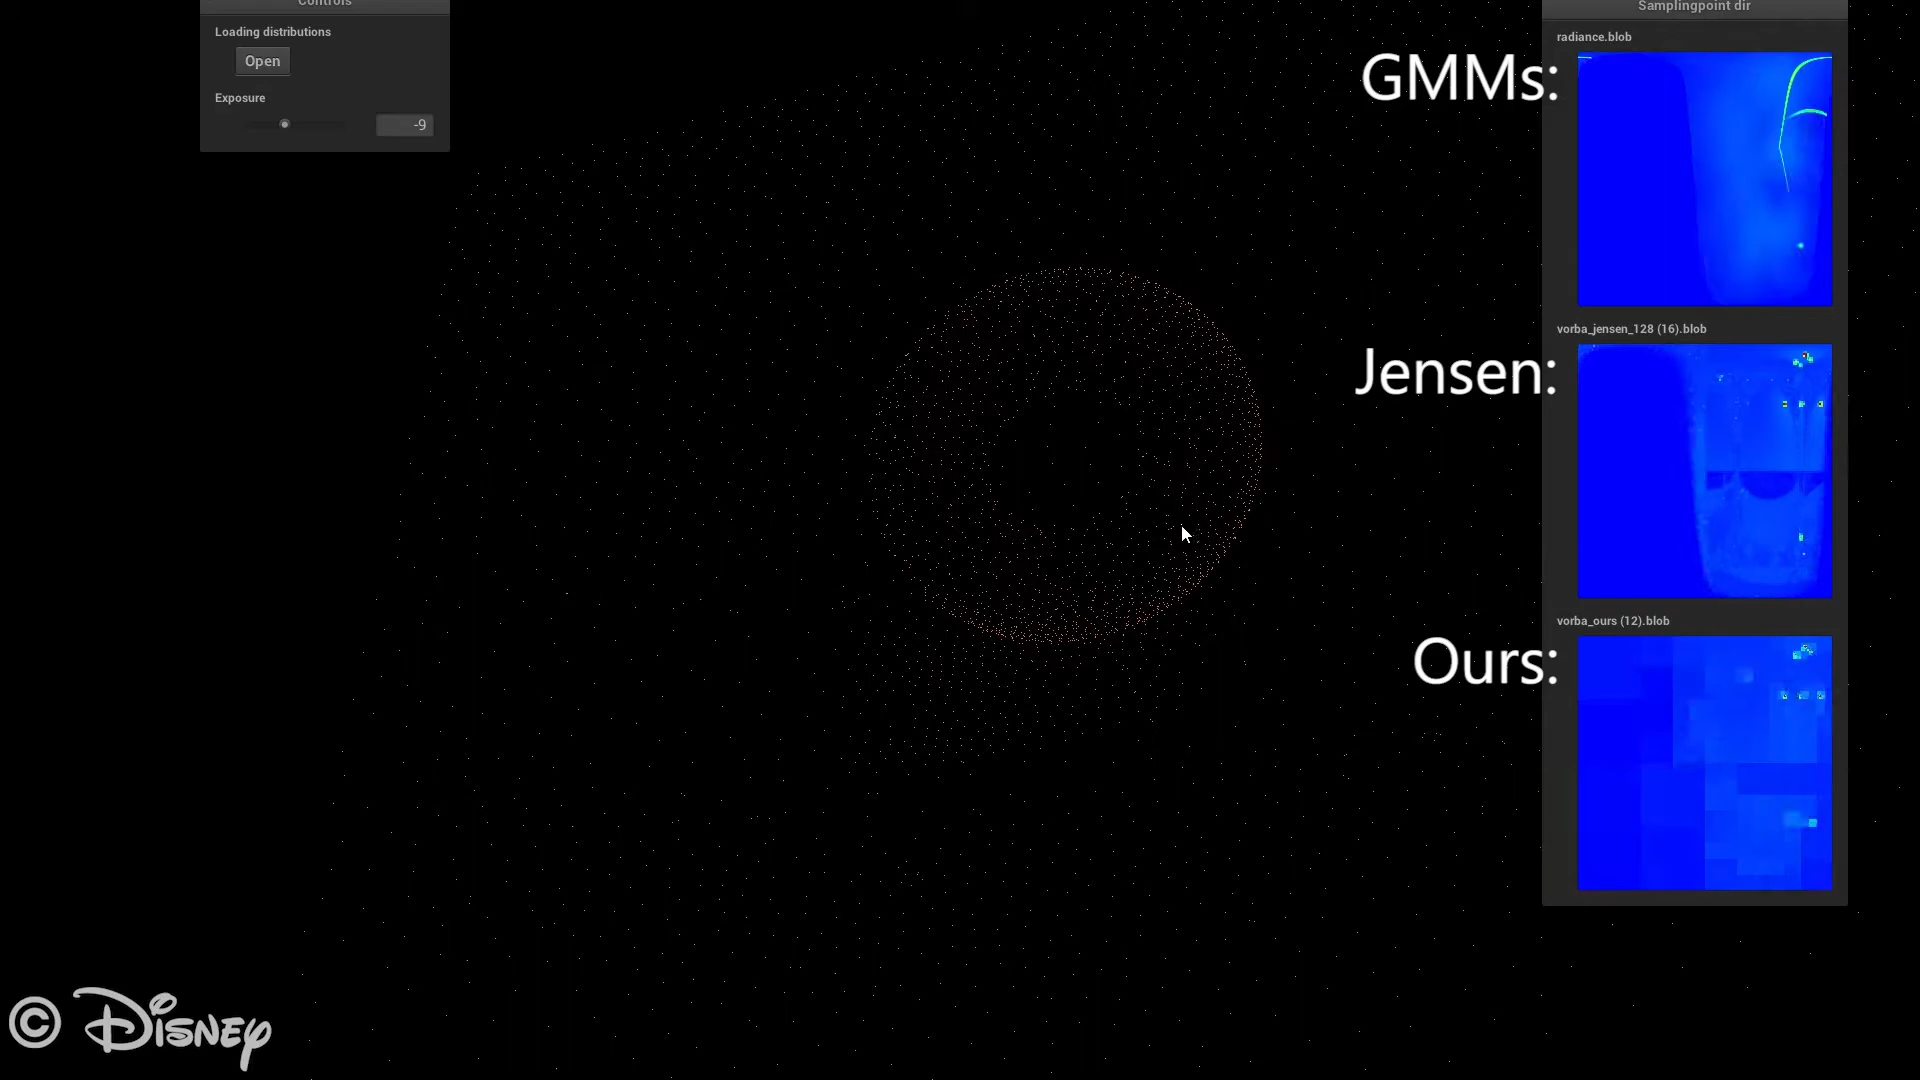 Controls
Loading distributions
Open
Exposure
-9
Samplingpoint dir
radiance.blob
GMMs:
vorba_jensen_128 (16).blob
Jensen:
vorba_ours (12).blob
Ours:
© Disney